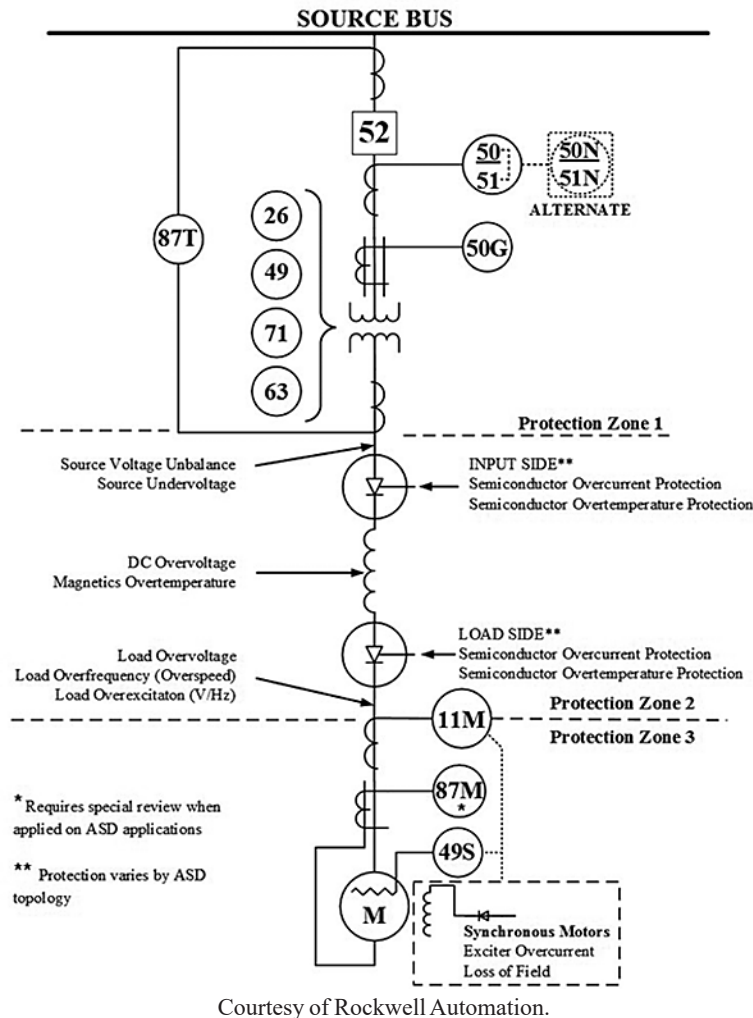 SOURCE BUS
52
50
51
50N
51N
ALTERNATE
87T
26
50G
49
71
63
Protection Zone 1
Source Voltage Unbalance
Source Undervoltage
INPUT SIDE**
Semiconductor Overcurrent Protection
Semiconductor Overtemperature Protection
DC Overvoltage
Magnetics Overtemperature
Load Overvoltage
Load Overfrequency (Overspeed)
Load Overexcitaton (V/Hz)
LOAD SIDE**
Semiconductor Overcurrent Protection
Semiconductor Overtemperature Protection
11M
Protection Zone 2
Protection Zone 3
87M
*
* Requires special review when
applied on ASD applications
49S
** Protection varies by ASD
topology
M
Synchronous Motors
Exciter Overcurrent
Loss of Field
Courtesy of Rockwell Automation.